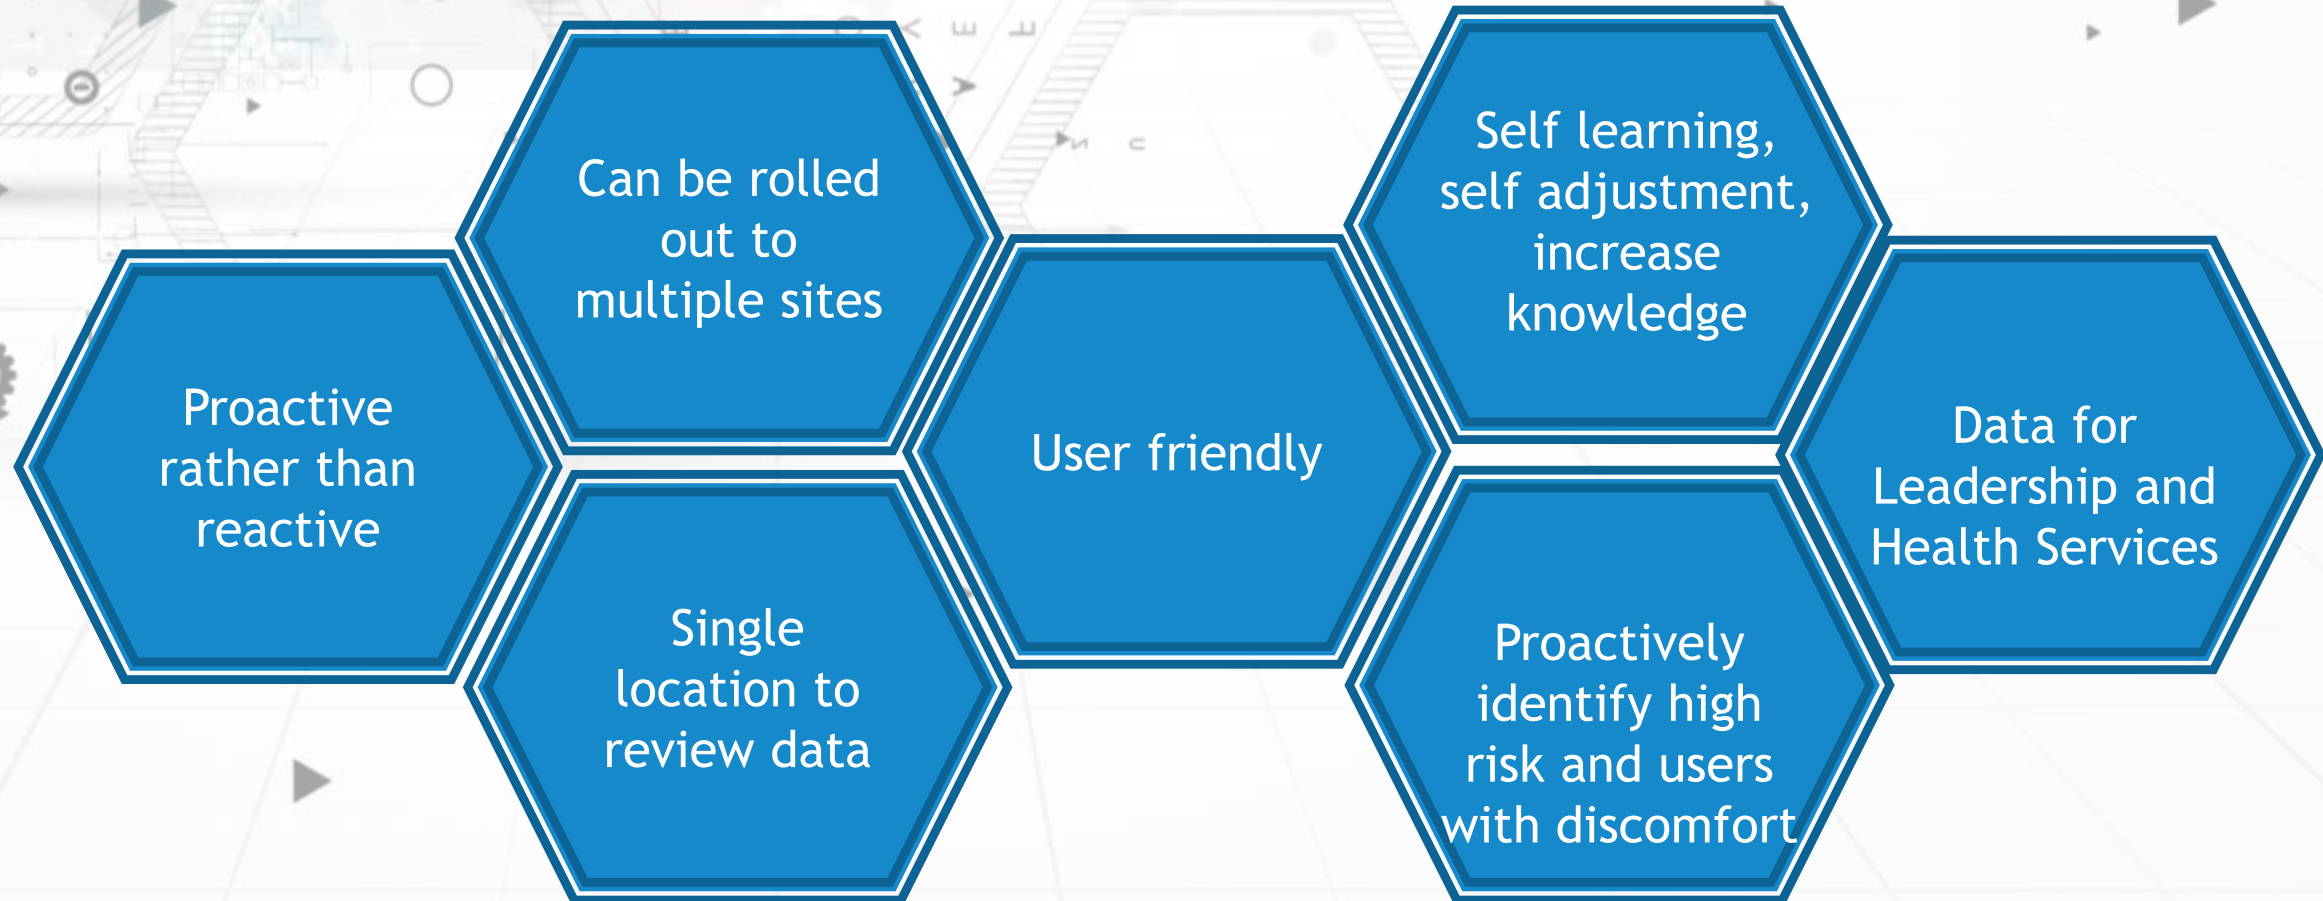 Proactive
rather than
reactive
Can be rolled
out to
multiple sites
Single
location to
review data
User friendly
Self learning,
self adjustment,
increase
knowledge
Proactively
identify high
risk and users
with discomfort
Data for
Leadership and
Health Services